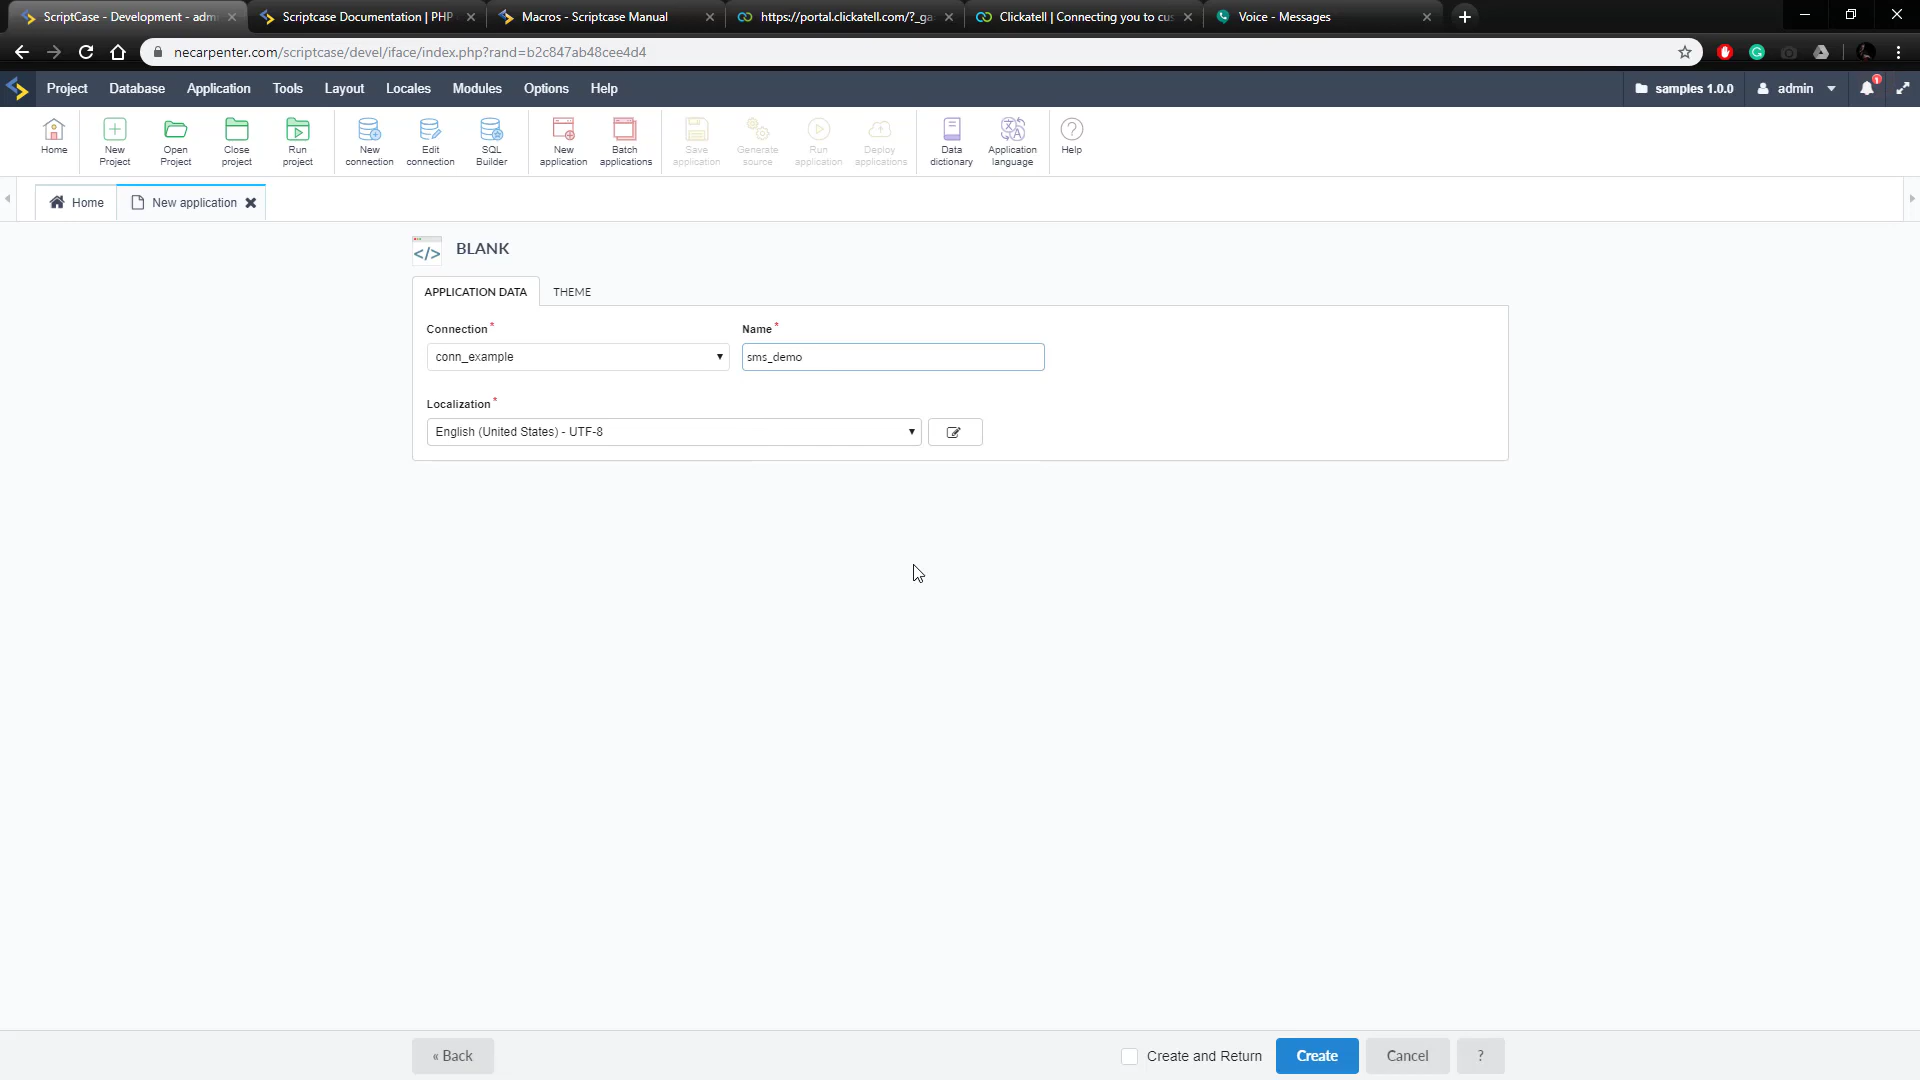 ScriptCase - Development - adm
Scriptcase Documentation | PHP
Macros - Scriptcase Manual
https://portal.clickatell.com/?_ga
Clickatell | Connecting you to cus
Voice - Messages
necarpenter.com/scriptcase/devel/iface/index.php?rand=b2c847ab48cee4d4
Project
Database
Application
Tools
Layout
Locales
Modules
Options
Help
samples 1.0.0
admin
1
Home
New
Project
Open
Project
Close
project
Run
project
New
connection
Edit
connection
SQL
Builder
New
application
Batch
applications
Save
application
Generate
source
Run
application
Deploy
applications
Data
dictionary
Application
language
Help
Home
New application
</> BLANK
APPLICATION DATA
THEME
Connection *
Name *
conn_example
sms_demo
Localization *
English (United States) - UTF-8
« Back
Create and Return
Create
Cancel
?